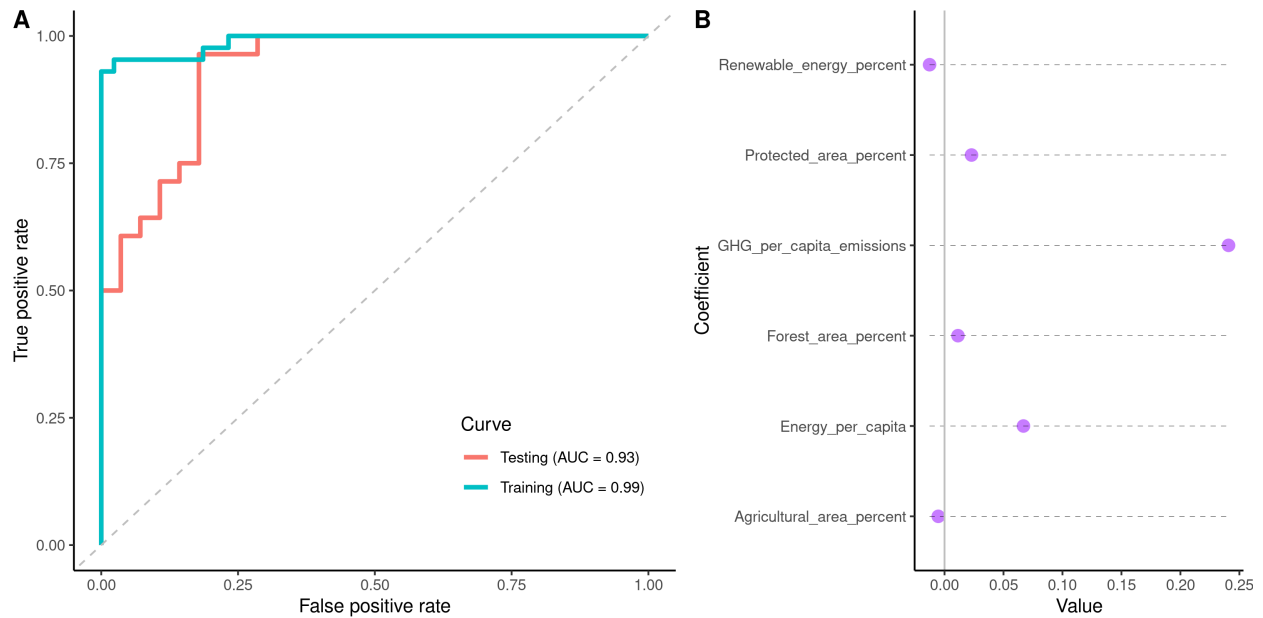 A
True positive rate
1.00
0.75
0.50
0.25
0.00
0.00 0.25 0.50 0.75 1.00
False positive rate
Curve
Testing (AUC = 0.93)
Training (AUC = 0.99)
B
Coefficient
Renewable_energy_percent
Protected_area_percent
GHG_per_capita_emissions
Forest_area_percent
Energy_per_capita
Agricultural_area_percent
0.00 0.05 0.10 0.15 0.20 0.25
Value